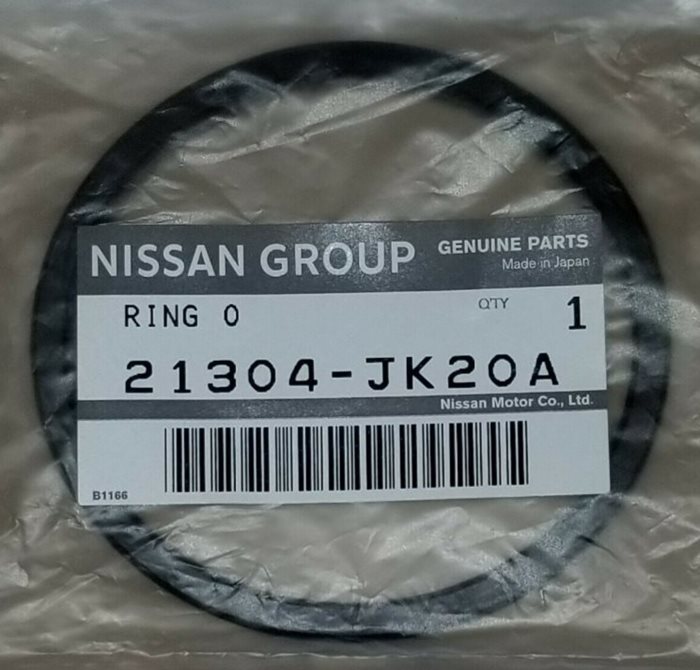 NISSAN GROUP
GENUINE PARTS
Made in Japan
RING O
Q'TY 1
21304-JK20A
Nissan Motor Co., Ltd.
B1166